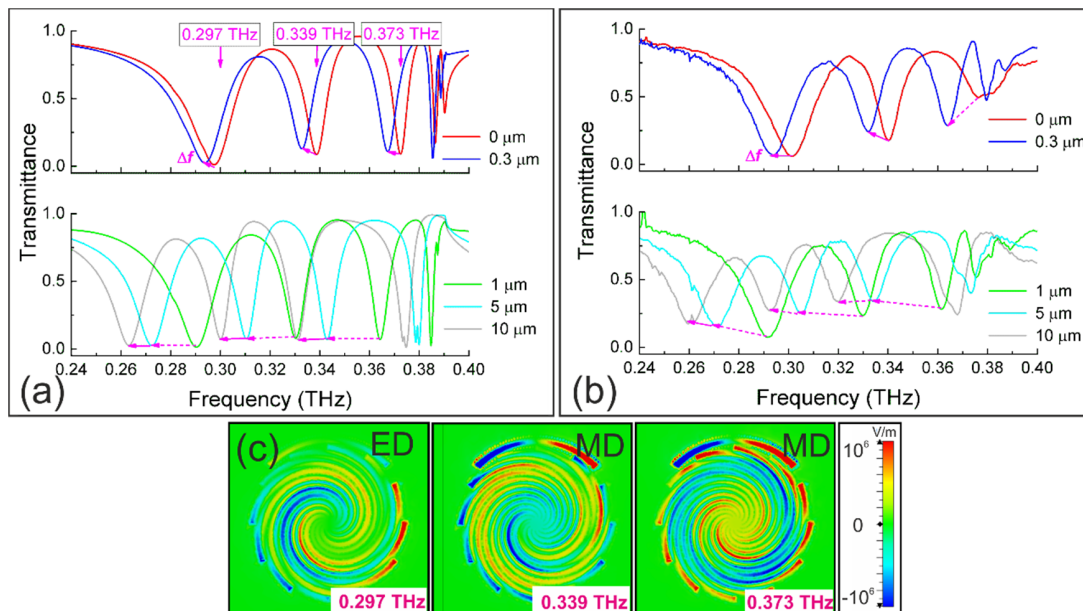 0.297 THz 0.339 THz 0.373 THz
1.0
0.5
0.0
Δf
0 μm
0.3 μm
Transmittance
1.0
0.5
0.0
1 μm
5 μm
10 μm
0.24 0.26 0.28 0.30 0.32 0.34 0.36 0.38 0.40
(a) Frequency (THz)
1.0
0.5
0.0
Δf
0 μm
0.3 μm
Transmittance
1.0
0.5
0.0
1 μm
5 μm
10 μm
0.24 0.26 0.28 0.30 0.32 0.34 0.36 0.38 0.40
(b) Frequency (THz)
(c) ED MD MD
V/m
10⁶
0
-10⁶
0.297 THz 0.339 THz 0.373 THz